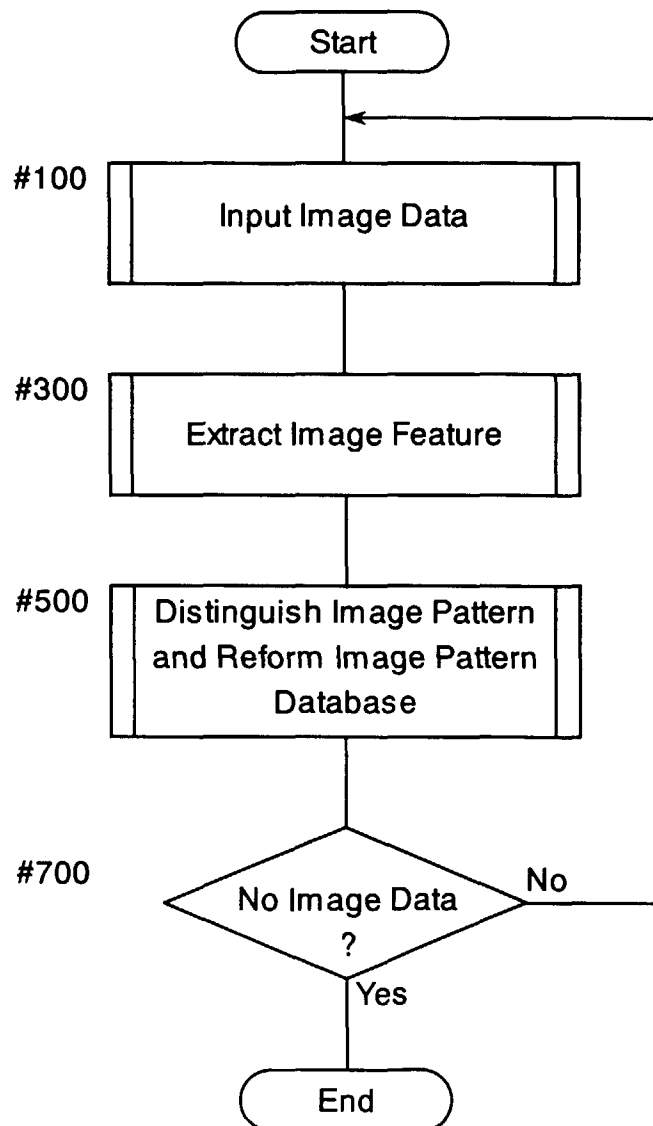 Start
#100
Input Image Data
#300
Extract Image Feature
#500
Distinguish Image Pattern
and Reform Image Pattern
Database
#700
No Image Data
?
No
Yes
End